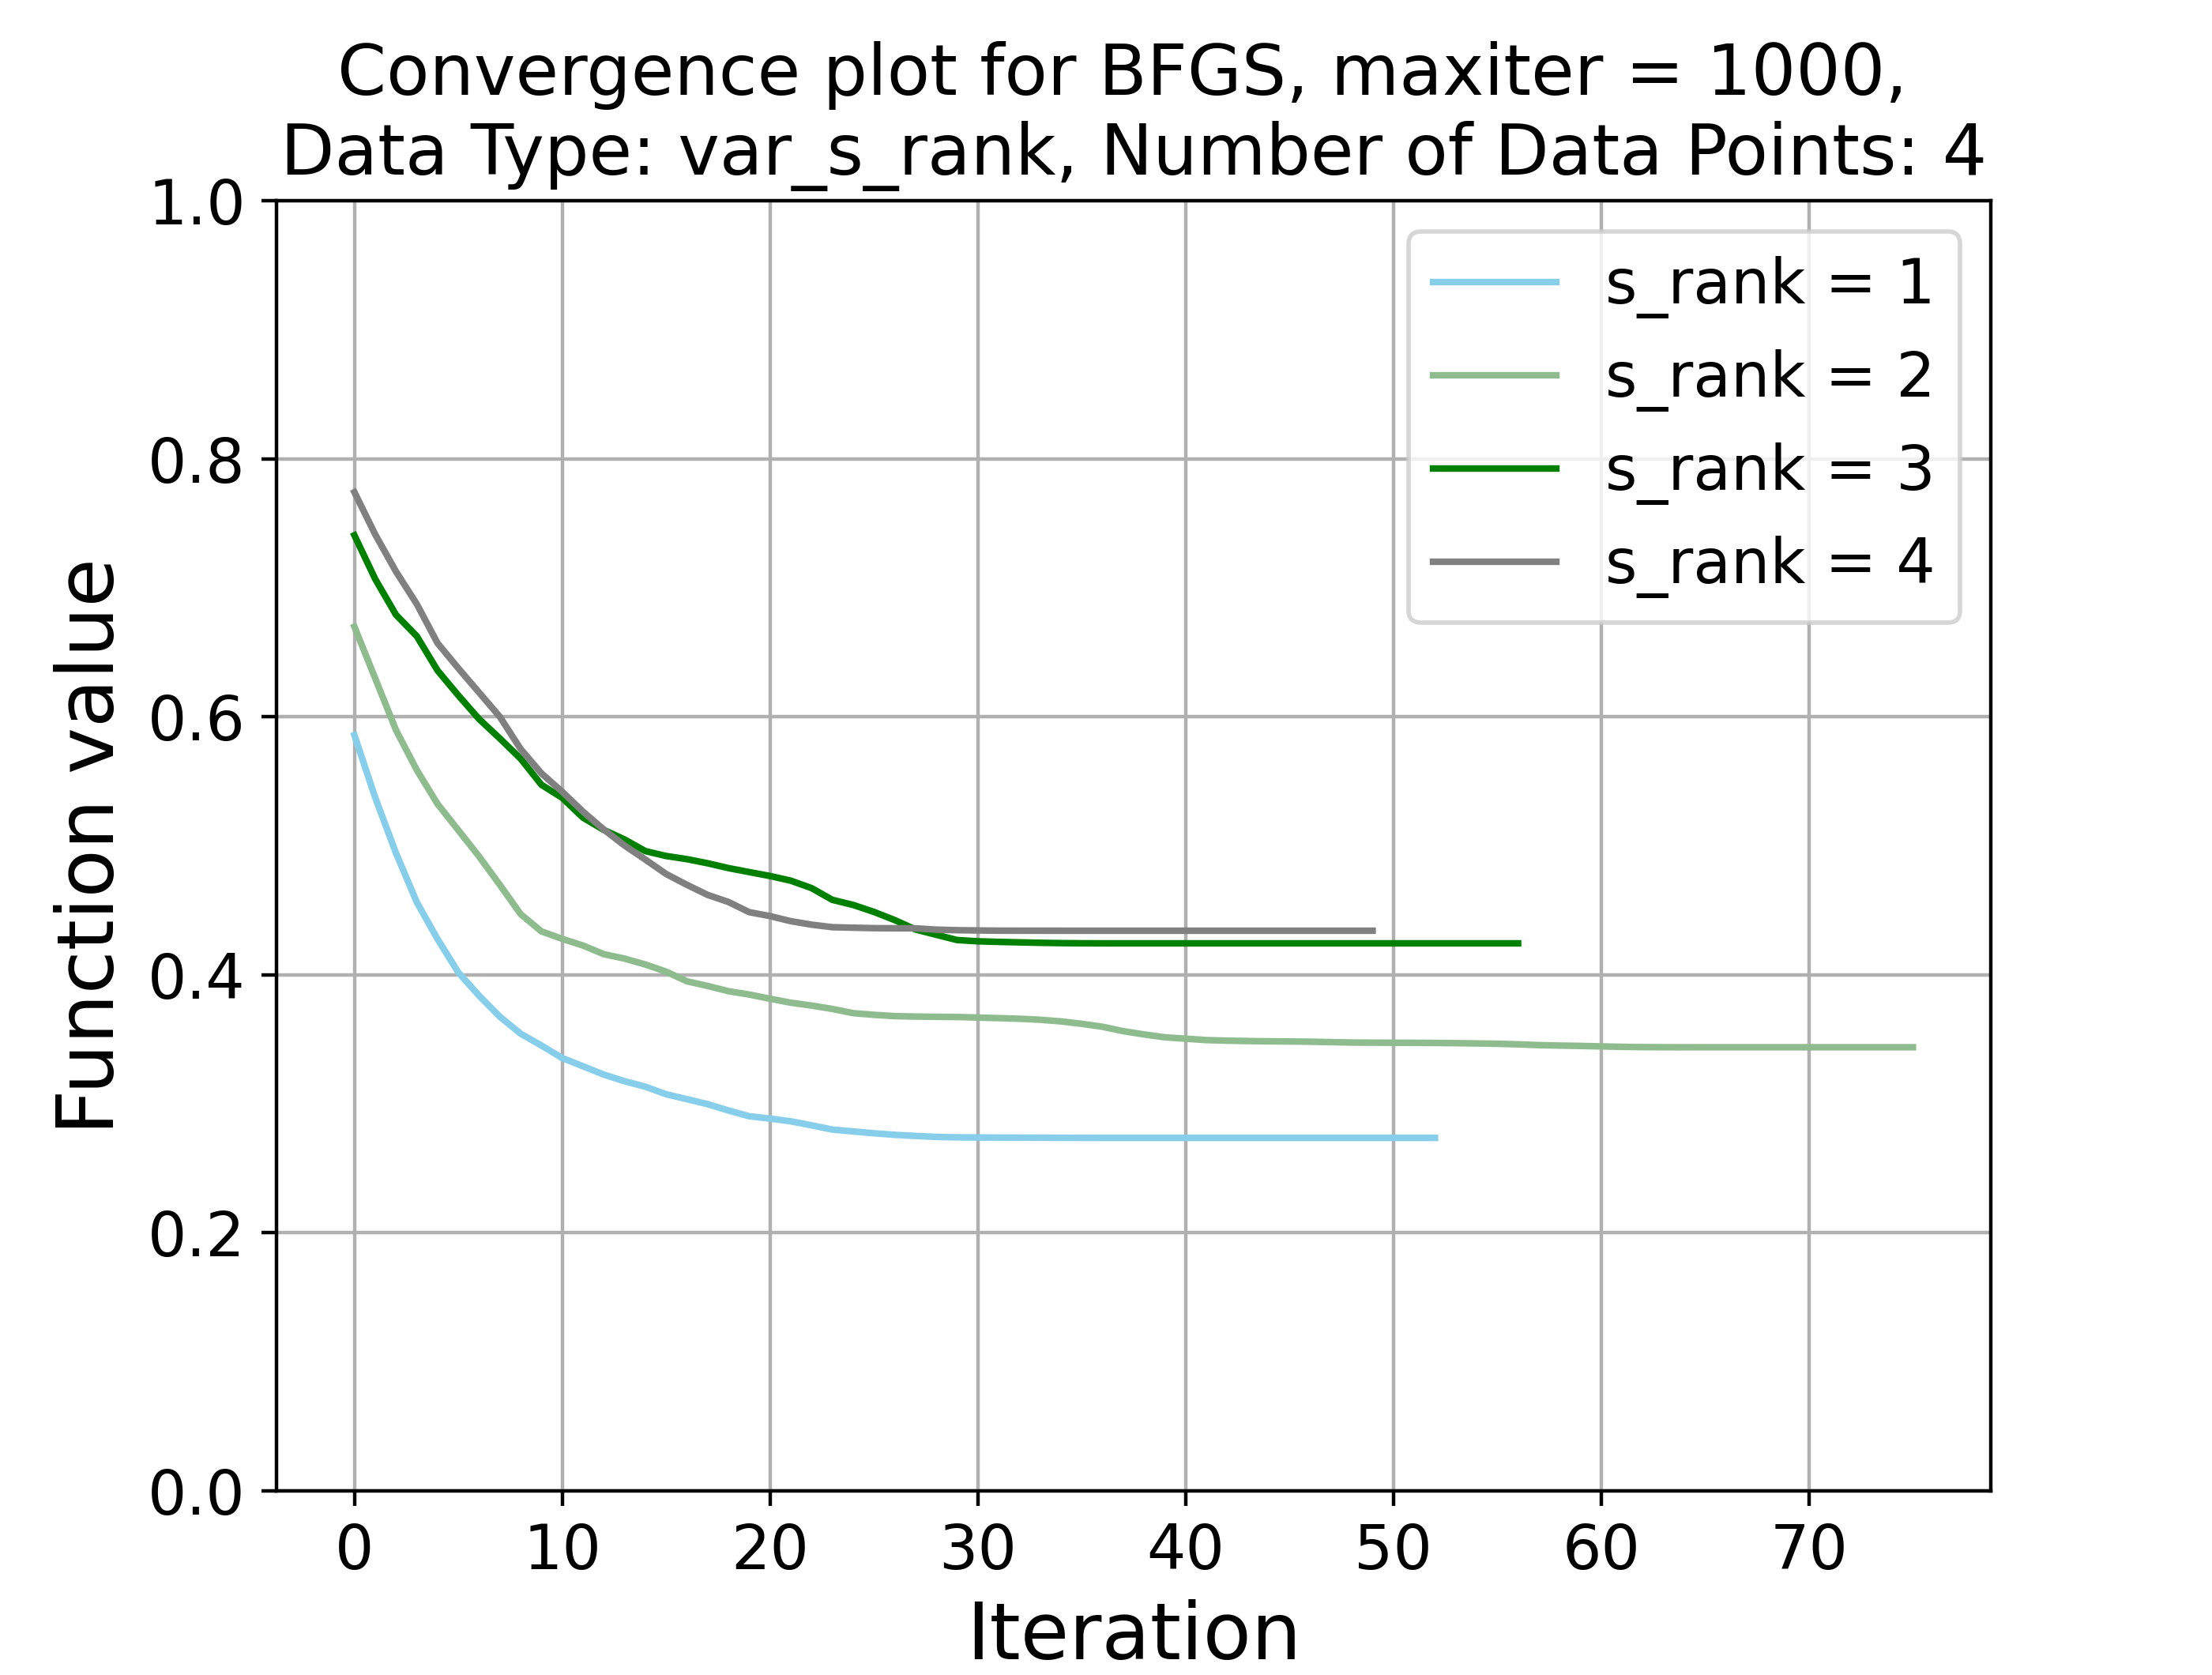 Convergence plot for BFGS, maxiter = 1000,
Data Type: var_s_rank, Number of Data Points: 4
1.0
0.8
0.6
0.4
0.2
0.0
Function value
s_rank = 1
s_rank = 2
s_rank = 3
s_rank = 4
0 10 20 30 40 50 60 70
Iteration